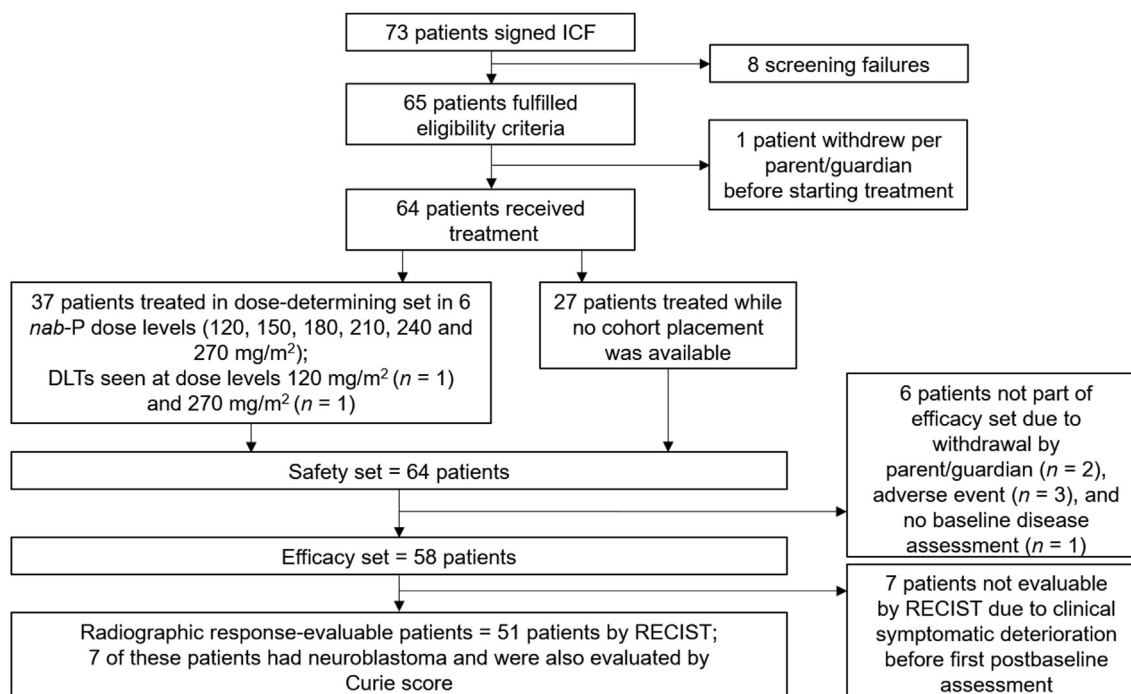 73 patients signed ICF
8 screening failures
65 patients fulfilled
eligibility criteria
1 patient withdrew per
parent/guardian
before starting treatment
64 patients received
treatment
37 patients treated in dose-determining set in 6
nab-P dose levels (120, 150, 180, 210, 240 and
270 mg/m²);
DLTs seen at dose levels 120 mg/m² (n = 1)
and 270 mg/m² (n = 1)
27 patients treated while
no cohort placement
was available
6 patients not part of
efficacy set due to
withdrawal by
parent/guardian (n = 2),
adverse event (n = 3), and
no baseline disease
assessment (n = 1)
Safety set = 64 patients
Efficacy set = 58 patients
7 patients not evaluable
by RECIST due to clinical
symptomatic deterioration
before first postbaseline
assessment
Radiographic response-evaluable patients = 51 patients by RECIST;
7 of these patients had neuroblastoma and were also evaluated by
Curie score